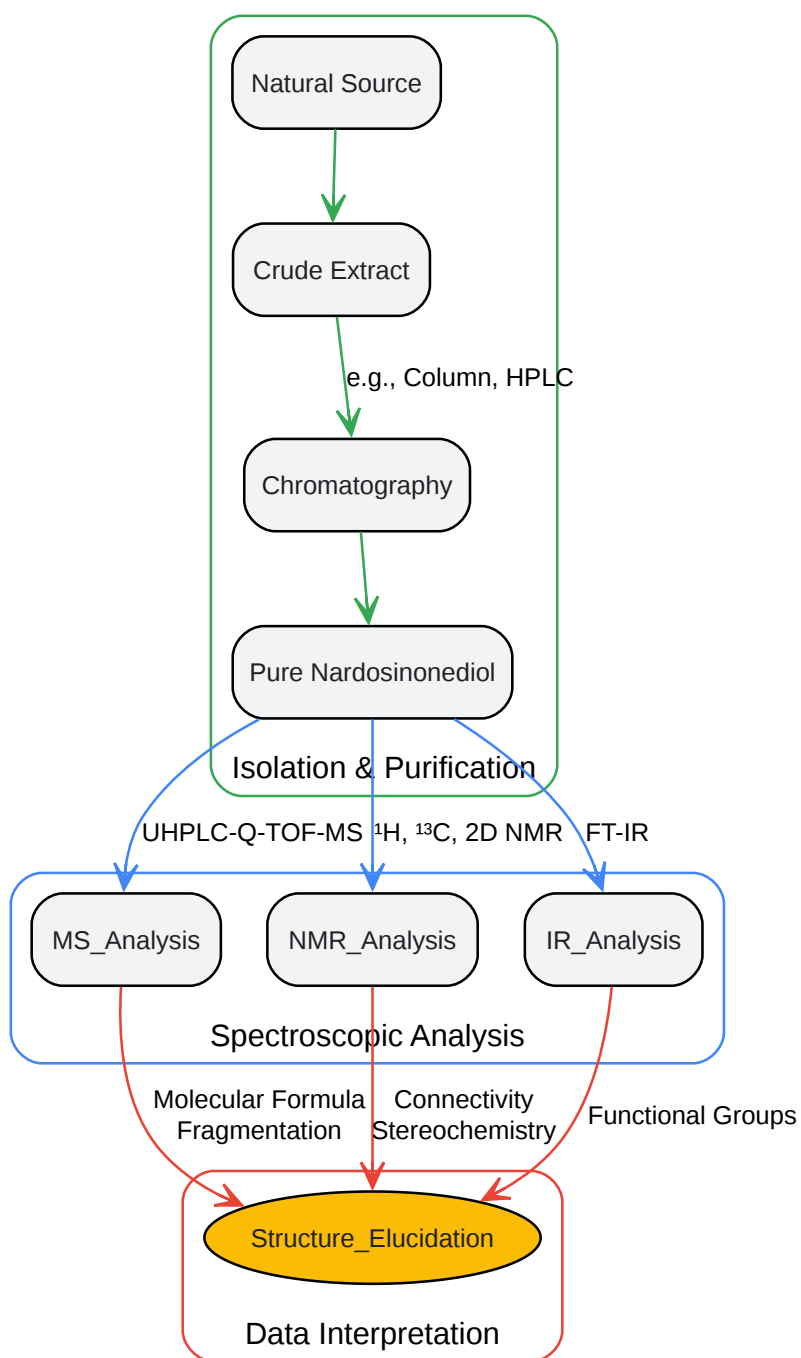 Natural Source
Crude Extract
e.g., Column, HPLC
Chromatography
Pure Nardosinonediol
Isolation & Purification
UHPLC-Q-TOF-MS
¹H, ¹³C, 2D NMR
FT-IR
MS_Analysis
NMR_Analysis
IR_Analysis
Spectroscopic Analysis
Molecular Formula
Fragmentation
Connectivity
Stereochemistry
Functional Groups
Structure_Elucidation
Data Interpretation